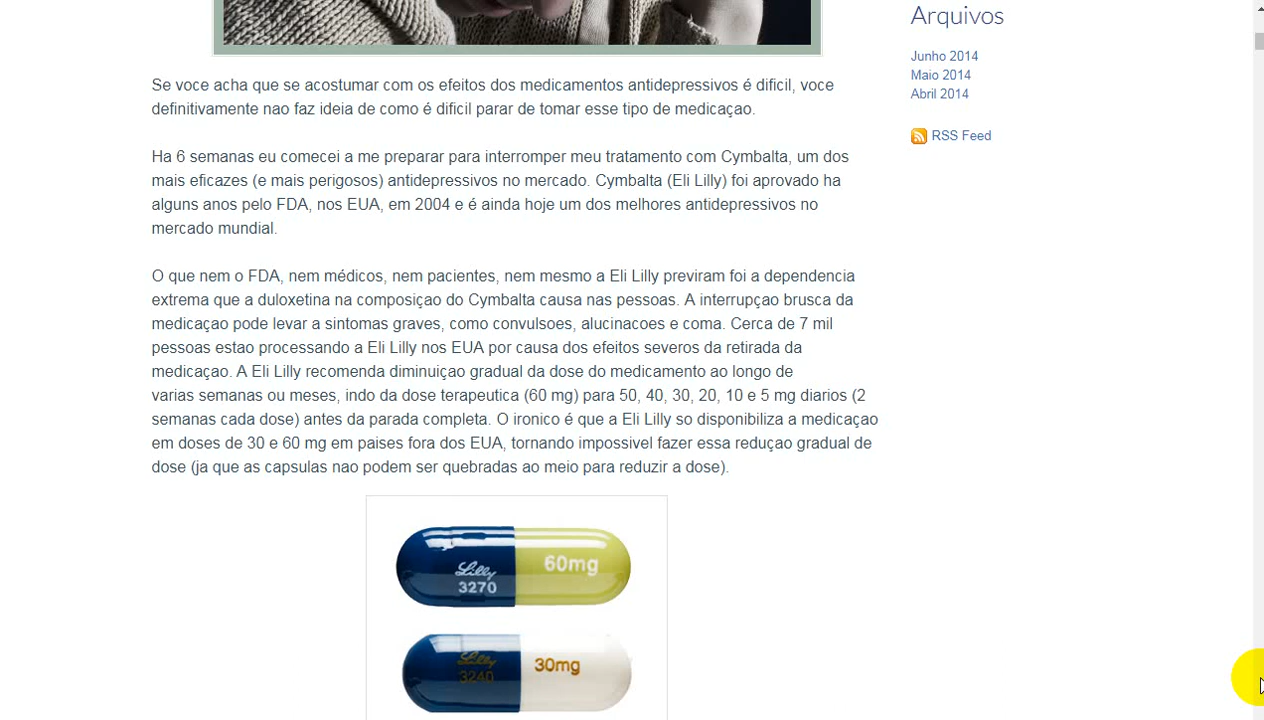 Arquivos
Junho 2014
Maio 2014
Abril 2014
RSS Feed
Se voce acha que se acostumar com os efeitos dos medicamentos antidepressivos é dificil, voce
definitivamente nao faz ideia de como é dificil parar de tomar esse tipo de medicaçao.
Ha 6 semanas eu comecei a me preparar para interromper meu tratamento com Cymbalta, um dos
mais eficazes (e mais perigosos) antidepressivos no mercado. Cymbalta (Eli Lilly) foi aprovado ha
alguns anos pelo FDA, nos EUA, em 2004 e é ainda hoje um dos melhores antidepressivos no
mercado mundial.
O que nem o FDA, nem médicos, nem pacientes, nem mesmo a Eli Lilly previram foi a dependencia
extrema que a duloxetina na composiçao do Cymbalta causa nas pessoas. A interrupçao brusca da
medicaçao pode levar a sintomas graves, como convulsoes, alucinacoes e coma. Cerca de 7 mil
pessoas estao processando a Eli Lilly nos EUA por causa dos efeitos severos da retirada da
medicaçao. A Eli Lilly recomenda diminuiçao gradual da dose do medicamento ao longo de
varias semanas ou meses, indo da dose terapeutica (60 mg) para 50, 40, 30, 20, 10 e 5 mg diarios (2
semanas cada dose) antes da parada completa. O ironico é que a Eli Lilly so disponibiliza a medicaçao
em doses de 30 e 60 mg em paises fora dos EUA, tornando impossivel fazer essa reduçao gradual de
dose (ja que as capsulas nao podem ser quebradas ao meio para reduzir a dose).
Lilly
3270
60mg
Lilly
3240
30mg